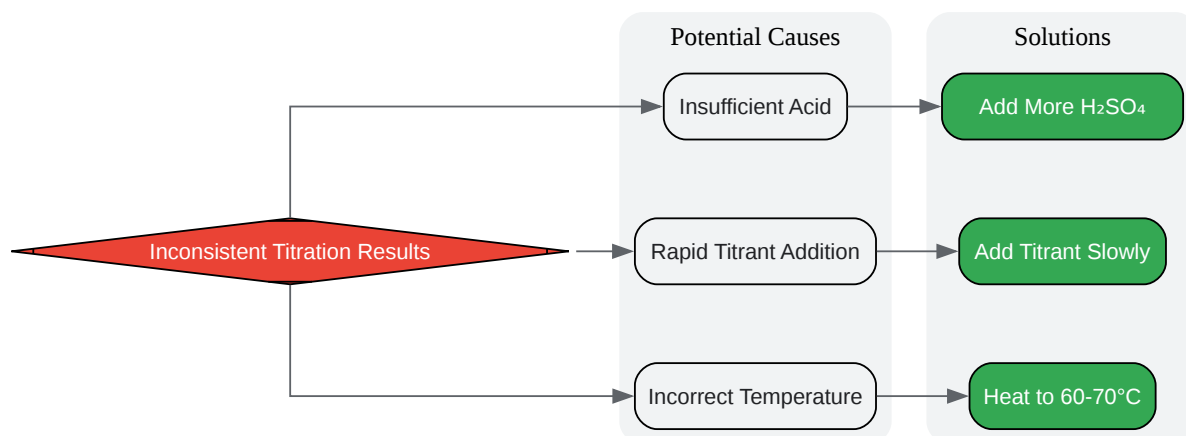 Potential Causes
Solutions
Insufficient Acid
Add More H₂SO₄
Inconsistent Titration Results
Rapid Titrant Addition
Add Titrant Slowly
Incorrect Temperature
Heat to 60-70°C